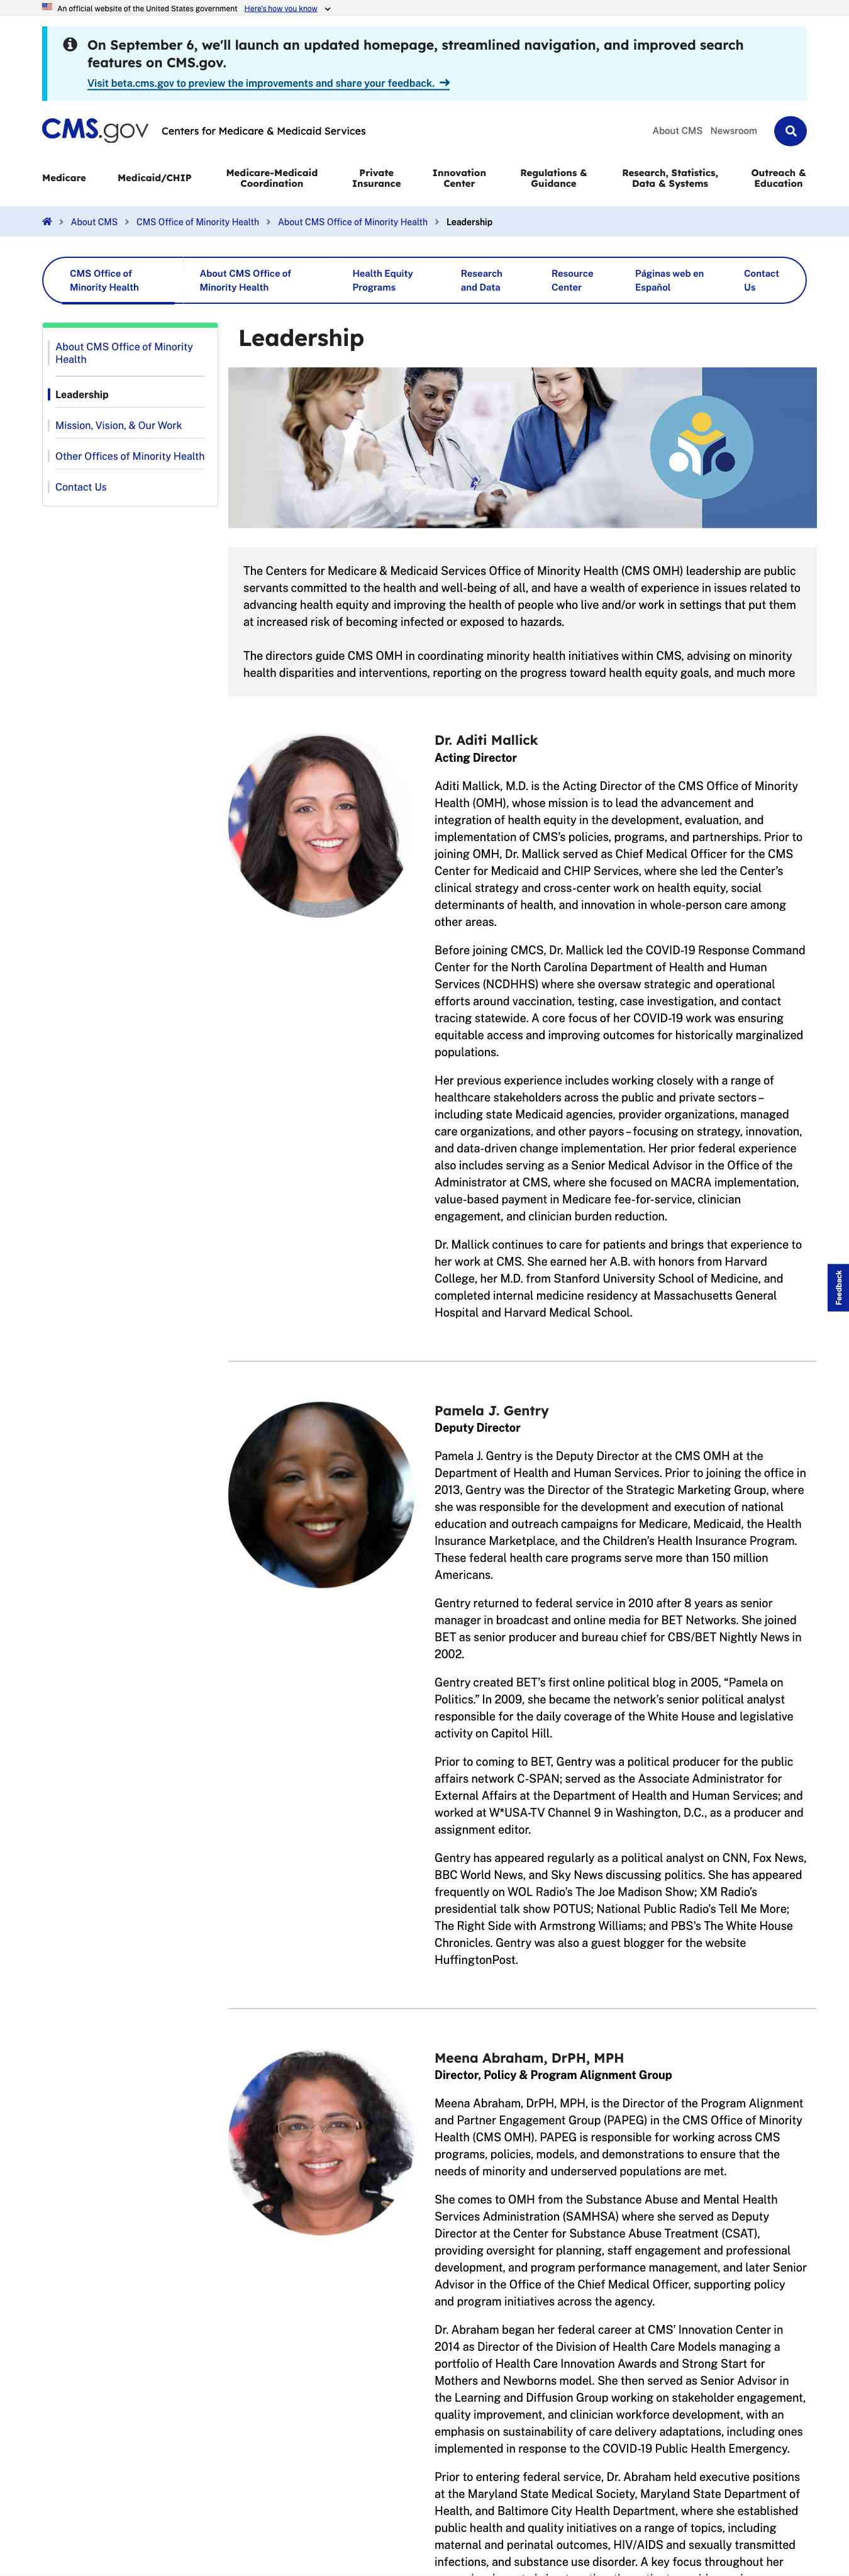 An official website of the United States government Here's how you know
On September 6, we'll launch an updated homepage, streamlined navigation, and improved search
features on CMS.gov.
Visit beta.cms.gov to preview the improvements and share your feedback.
CMS.gov Centers for Medicare & Medicaid Services
About CMS Newsroom
Medicare
Medicaid/CHIP
Medicare-Medicaid
Coordination
Private
Insurance
Innovation
Center
Regulations &
Guidance
Research, Statistics,
Data & Systems
Outreach &
Education
About CMS > CMS Office of Minority Health > About CMS Office of Minority Health > Leadership
CMS Office of
Minority Health
About CMS Office of
Minority Health
Health Equity
Programs
Research
and Data
Resource
Center
Páginas web en
Español
Contact
Us
About CMS Office of Minority
Health
Leadership
Mission, Vision, & Our Work
Other Offices of Minority Health
Contact Us
Leadership
The Centers for Medicare & Medicaid Services Office of Minority Health (CMS OMH) leadership are public
servants committed to the health and well-being of all, and have a wealth of experience in issues related to
advancing health equity and improving the health of people who live and/or work in settings that put them
at increased risk of becoming infected or exposed to hazards.
The directors guide CMS OMH in coordinating minority health initiatives within CMS, advising on minority
health disparities and interventions, reporting on the progress toward health equity goals, and much more
Dr. Aditi Mallick
Acting Director
Aditi Mallick, M.D. is the Acting Director of the CMS Office of Minority
Health (OMH), whose mission is to lead the advancement and
integration of health equity in the development, evaluation, and
implementation of CMS's policies, programs, and partnerships. Prior to
joining OMH, Dr. Mallick served as Chief Medical Officer for the CMS
Center for Medicaid and CHIP Services, where she led the Center's
clinical strategy and cross-center work on health equity, social
determinants of health, and innovation in whole-person care among
other areas.
Before joining CMCS, Dr. Mallick led the COVID-19 Response Command
Center for the North Carolina Department of Health and Human
Services (NCDHHS) where she oversaw strategic and operational
efforts around vaccination, testing, case investigation, and contact
tracing statewide. A core focus of her COVID-19 work was ensuring
equitable access and improving outcomes for historically marginalized
populations.
Her previous experience includes working closely with a range of
healthcare stakeholders across the public and private sectors –
including state Medicaid agencies, provider organizations, managed
care organizations, and other payors – focusing on strategy, innovation,
and data-driven change implementation. Her prior federal experience
also includes serving as a Senior Medical Advisor in the Office of the
Administrator at CMS, where she focused on MACRA implementation,
value-based payment in Medicare fee-for-service, clinician
engagement, and clinician burden reduction.
Dr. Mallick continues to care for patients and brings that experience to
her work at CMS. She earned her A.B. with honors from Harvard
College, her M.D. from Stanford University School of Medicine, and
completed internal medicine residency at Massachusetts General
Hospital and Harvard Medical School.
Feedback
Pamela J. Gentry
Deputy Director
Pamela J. Gentry is the Deputy Director at the CMS OMH at the
Department of Health and Human Services. Prior to joining the office in
2013, Gentry was the Director of the Strategic Marketing Group, where
she was responsible for the development and execution of national
education and outreach campaigns for Medicare, Medicaid, the Health
Insurance Marketplace, and the Children's Health Insurance Program.
These federal health care programs serve more than 150 million
Americans.
Gentry returned to federal service in 2010 after 8 years as senior
manager in broadcast and online media for BET Networks. She joined
BET as senior producer and bureau chief for CBS/BET Nightly News in
2002.
Gentry created BET's first online political blog in 2005, "Pamela on
Politics." In 2009, she became the network's senior political analyst
responsible for the daily coverage of the White House and legislative
activity on Capitol Hill.
Prior to coming to BET, Gentry was a political producer for the public
affairs network C-SPAN; served as the Associate Administrator for
External Affairs at the Department of Health and Human Services; and
worked at W*USA-TV Channel 9 in Washington, D.C., as a producer and
assignment editor.
Gentry has appeared regularly as a political analyst on CNN, Fox News,
BBC World News, and Sky News discussing politics. She has appeared
frequently on WOL Radio's The Joe Madison Show; XM Radio's
presidential talk show POTUS; National Public Radio's Tell Me More;
The Right Side with Armstrong Williams; and PBS's The White House
Chronicles. Gentry was also a guest blogger for the website
HuffingtonPost.
Meena Abraham, DrPH, MPH
Director, Policy & Program Alignment Group
Meena Abraham, DrPH, MPH, is the Director of the Program Alignment
and Partner Engagement Group (PAPEG) in the CMS Office of Minority
Health (CMS OMH). PAPEG is responsible for working across CMS
programs, policies, models, and demonstrations to ensure that the
needs of minority and underserved populations are met.
She comes to OMH from the Substance Abuse and Mental Health
Services Administration (SAMHSA) where she served as Deputy
Director at the Center for Substance Abuse Treatment (CSAT),
providing oversight for planning, staff engagement and professional
development, and program performance management, and later Senior
Advisor in the Office of the Chief Medical Officer, supporting policy
and program initiatives across the agency.
Dr. Abraham began her federal career at CMS' Innovation Center in
2014 as Director of the Division of Health Care Models managing a
portfolio of Health Care Innovation Awards and Strong Start for
Mothers and Newborns model. She then served as Senior Advisor in
the Learning and Diffusion Group working on stakeholder engagement,
quality improvement, and clinician workforce development, with an
emphasis on sustainability of care delivery adaptations, including ones
implemented in response to the COVID-19 Public Health Emergency.
Prior to entering federal service, Dr. Abraham held executive positions
at the Maryland State Medical Society, Maryland State Department of
Health, and Baltimore City Health Department, where she established
public health and quality initiatives on a range of topics, including
maternal and perinatal outcomes, HIV/AIDS and sexually transmitted
infections, and substance use disorder. A key focus throughout her